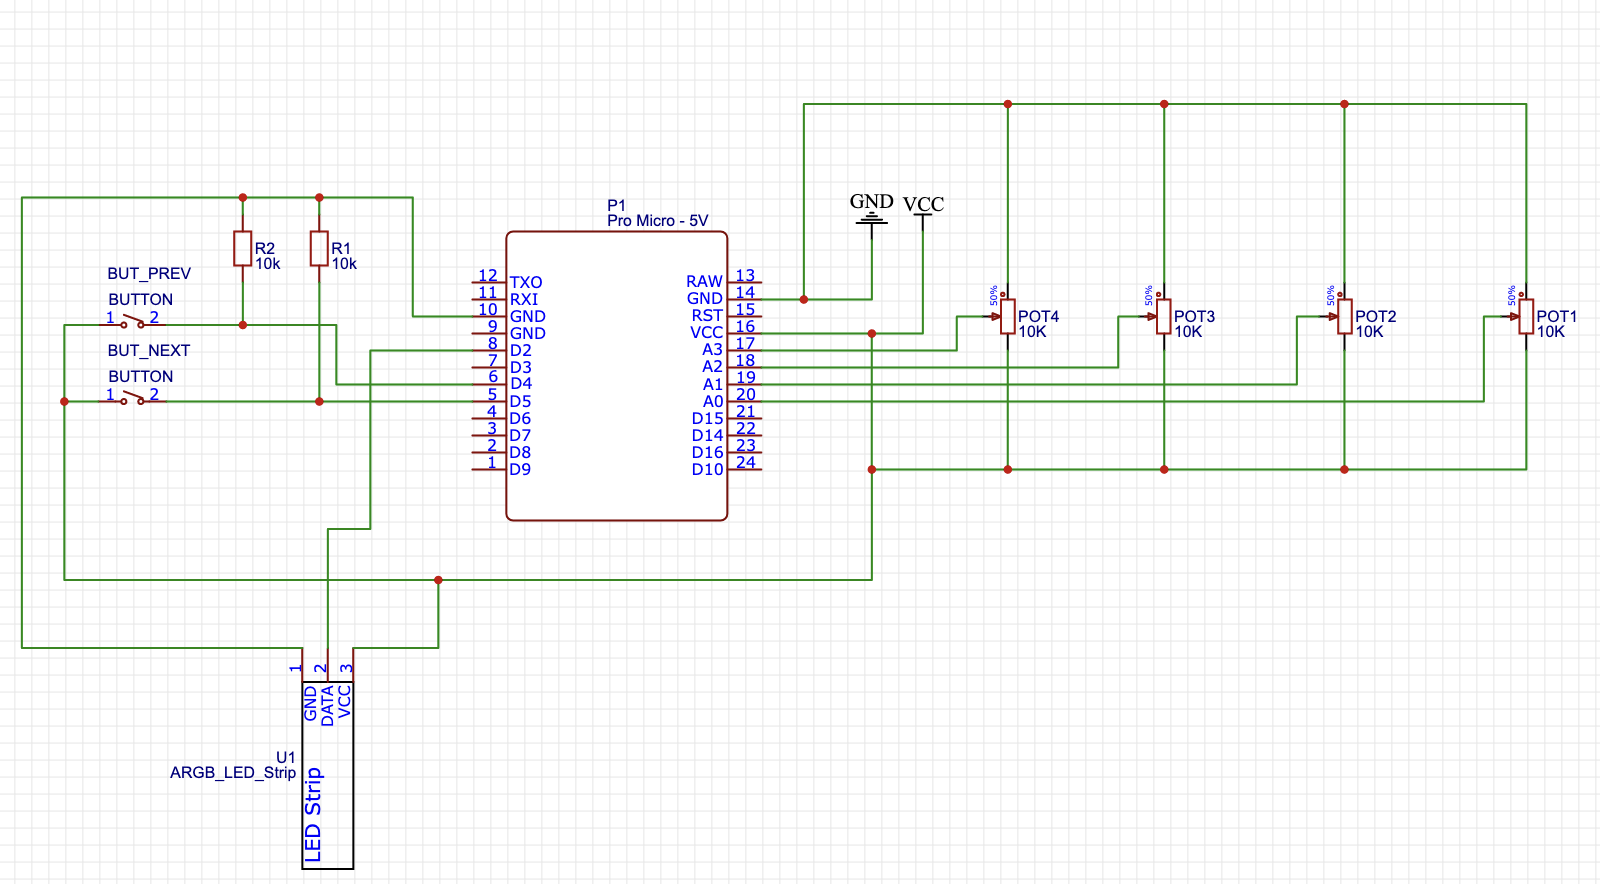 GND VCC
P1
Pro Micro - 5V
R2
10k
R1
10k
BUT_PREV
BUTTON
1 2
BUT_NEXT
BUTTON
1 2
12 TXO
11 RXI
10 GND
9 GND
8 D2
7 D3
6 D4
5 D5
4 D6
3 D7
2 D8
1 D9
RAW 13
GND 14
RST 15
VCC 16
A3 17
A2 18
A1 19
A0 20
D15 21
D14 22
D16 23
D10 24
50%
POT4
10K
50%
POT3
10K
50%
POT2
10K
50%
POT1
10K
1 2 3
GND
DATA
VCC
U1
ARGB_LED_Strip
LED Strip